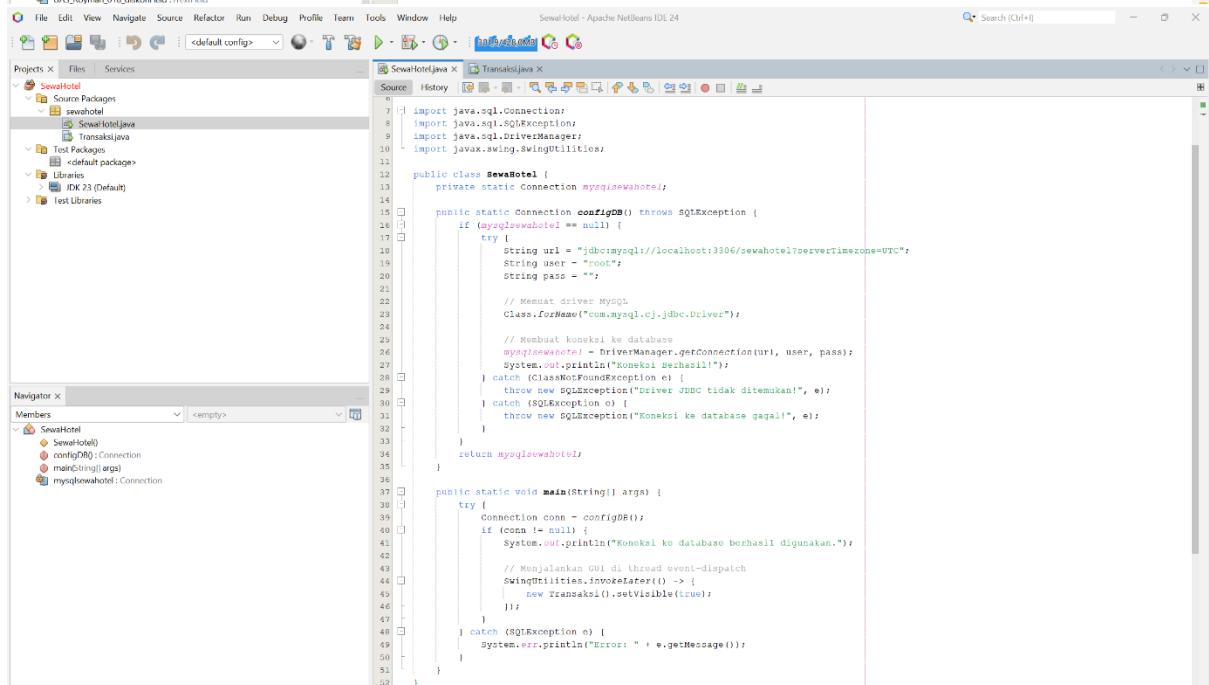 File Edit View Navigate Source Refactor Run Debug Profile Team Tools Window Help
SewaHotel - Apache NetBeans IDE 24
Search (Ctrl+I)
<default config>
Projects × Files Services
SewaHotel
Source Packages
sewahotel
SewaHotel.java
Transaksi.java
Test Packages
<default package>
Libraries
JDK 23 (Default)
Test Libraries
Navigator ×
Members <empty>
SewaHotel
SewaHotel()
configDB() : Connection
main(String[] args)
mysqlsewahotel : Connection
SewaHotel.java × Transaksi.java ×
Source History
6
7 import java.sql.Connection;
8 import java.sql.SQLException;
9 import java.sql.DriverManager;
10 import javax.swing.SwingUtilities;
11
12 public class SewaHotel {
13 private static Connection mysqlsewahotel;
14
15 public static Connection configDB() throws SQLException {
16 if (mysqlsewahotel == null) {
17 try {
18 String url = "jdbc:mysql://localhost:3306/sewahotel?serverTimezone=UTC";
19 String user = "root";
20 String pass = "";
21
22 // Memuat driver MySQL
23 Class.forName("com.mysql.cj.jdbc.Driver");
24
25 // Membuat koneksi ke database
26 mysqlsewahotel = DriverManager.getConnection(url, user, pass);
27 System.out.println("Koneksi Berhasil!");
28 } catch (ClassNotFoundException e) {
29 throw new SQLException("Driver JDBC tidak ditemukan!", e);
30 } catch (SQLException e) {
31 throw new SQLException("Koneksi ke database gagal!", e);
32 }
33 }
34 return mysqlsewahotel;
35 }
36
37 public static void main(String[] args) {
38 try {
39 Connection conn = configDB();
40 if (conn != null) {
41 System.out.println("Koneksi ke database berhasil digunakan.");
42
43 // Menjalankan GUI di thread event-dispatch
44 SwingUtilities.invokeLater(() -> {
45 new Transaksi().setVisible(true);
46 });
47 }
48 } catch (SQLException e) {
49 System.err.println("Error: " + e.getMessage());
50 }
51 }
52 }